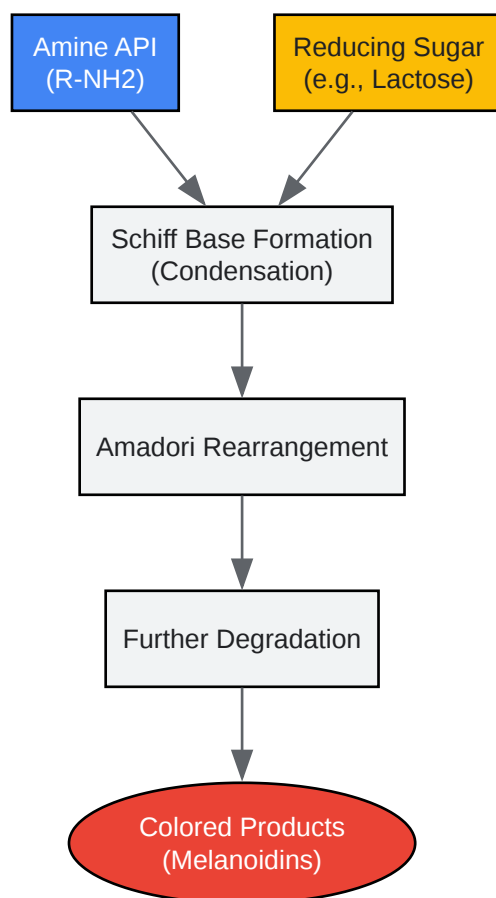 Amine API
(R-NH2)
Reducing Sugar
(e.g., Lactose)
Schiff Base Formation
(Condensation)
Amadori Rearrangement
Further Degradation
Colored Products
(Melanoidins)